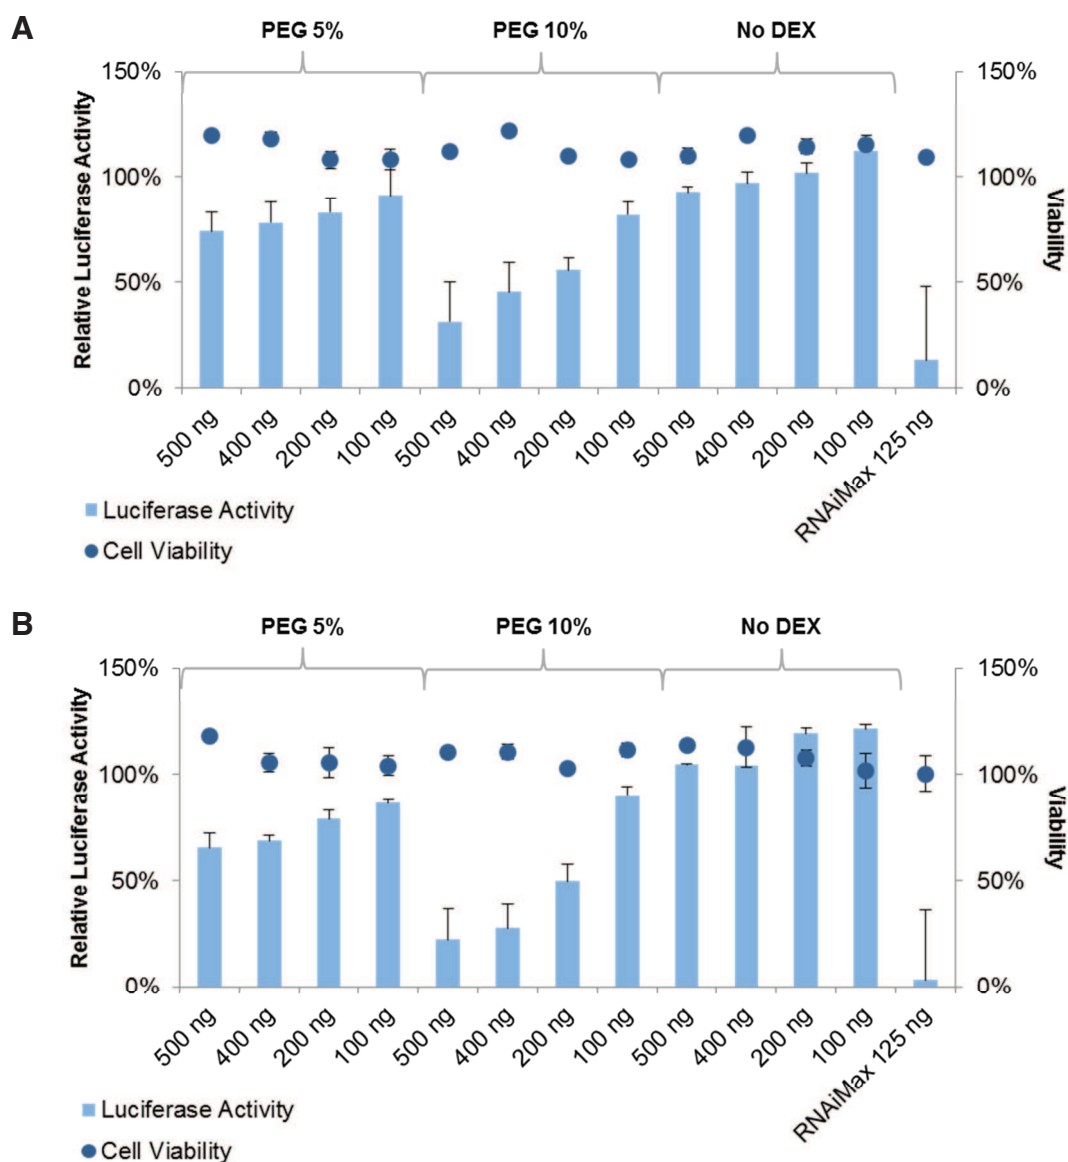 A
PEG 5% PEG 10% No DEX
150% 150%
100% 100%
50% 50%
0% 0%
Relative Luciferase Activity
Viability
500 ng 400 ng 200 ng 100 ng 500 ng 400 ng 200 ng 100 ng 500 ng 400 ng 200 ng 100 ng RNAiMax 125 ng
Luciferase Activity
Cell Viability
B
PEG 5% PEG 10% No DEX
150% 150%
100% 100%
50% 50%
0% 0%
Relative Luciferase Activity
Viability
500 ng 400 ng 200 ng 100 ng 500 ng 400 ng 200 ng 100 ng 500 ng 400 ng 200 ng 100 ng RNAiMax 125 ng
Luciferase Activity
Cell Viability